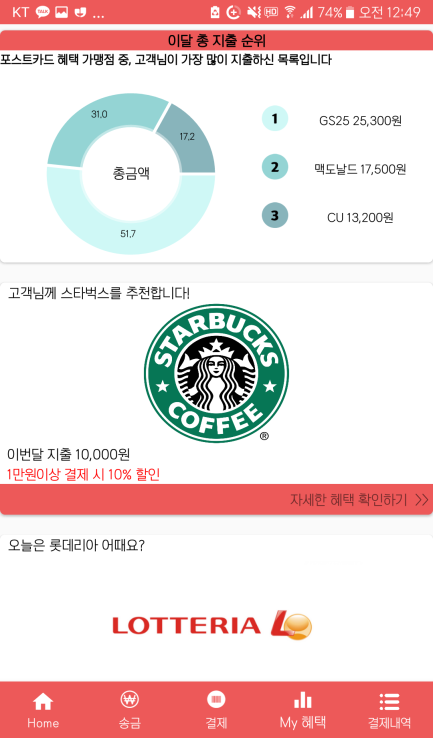 KT ... HD 74% 오전 12:49
이달 총 지출 순위
포스트카드 혜택 가맹점 중, 고객님이 가장 많이 지출하신 목록입니다
31.0
17.2
총금액
51.7
1 GS25 25,300원
2 맥도날드 17,500원
3 CU 13,200원
고객님께 스타벅스를 추천합니다!
STARBUCKS
COFFEE
®
이번달 지출 10,000원
1만원이상 결제 시 10% 할인
자세한 혜택 확인하기 >>
오늘은 롯데리아 어때요?
LOTTERIA L
Home 송금 결제 My 혜택 결제내역